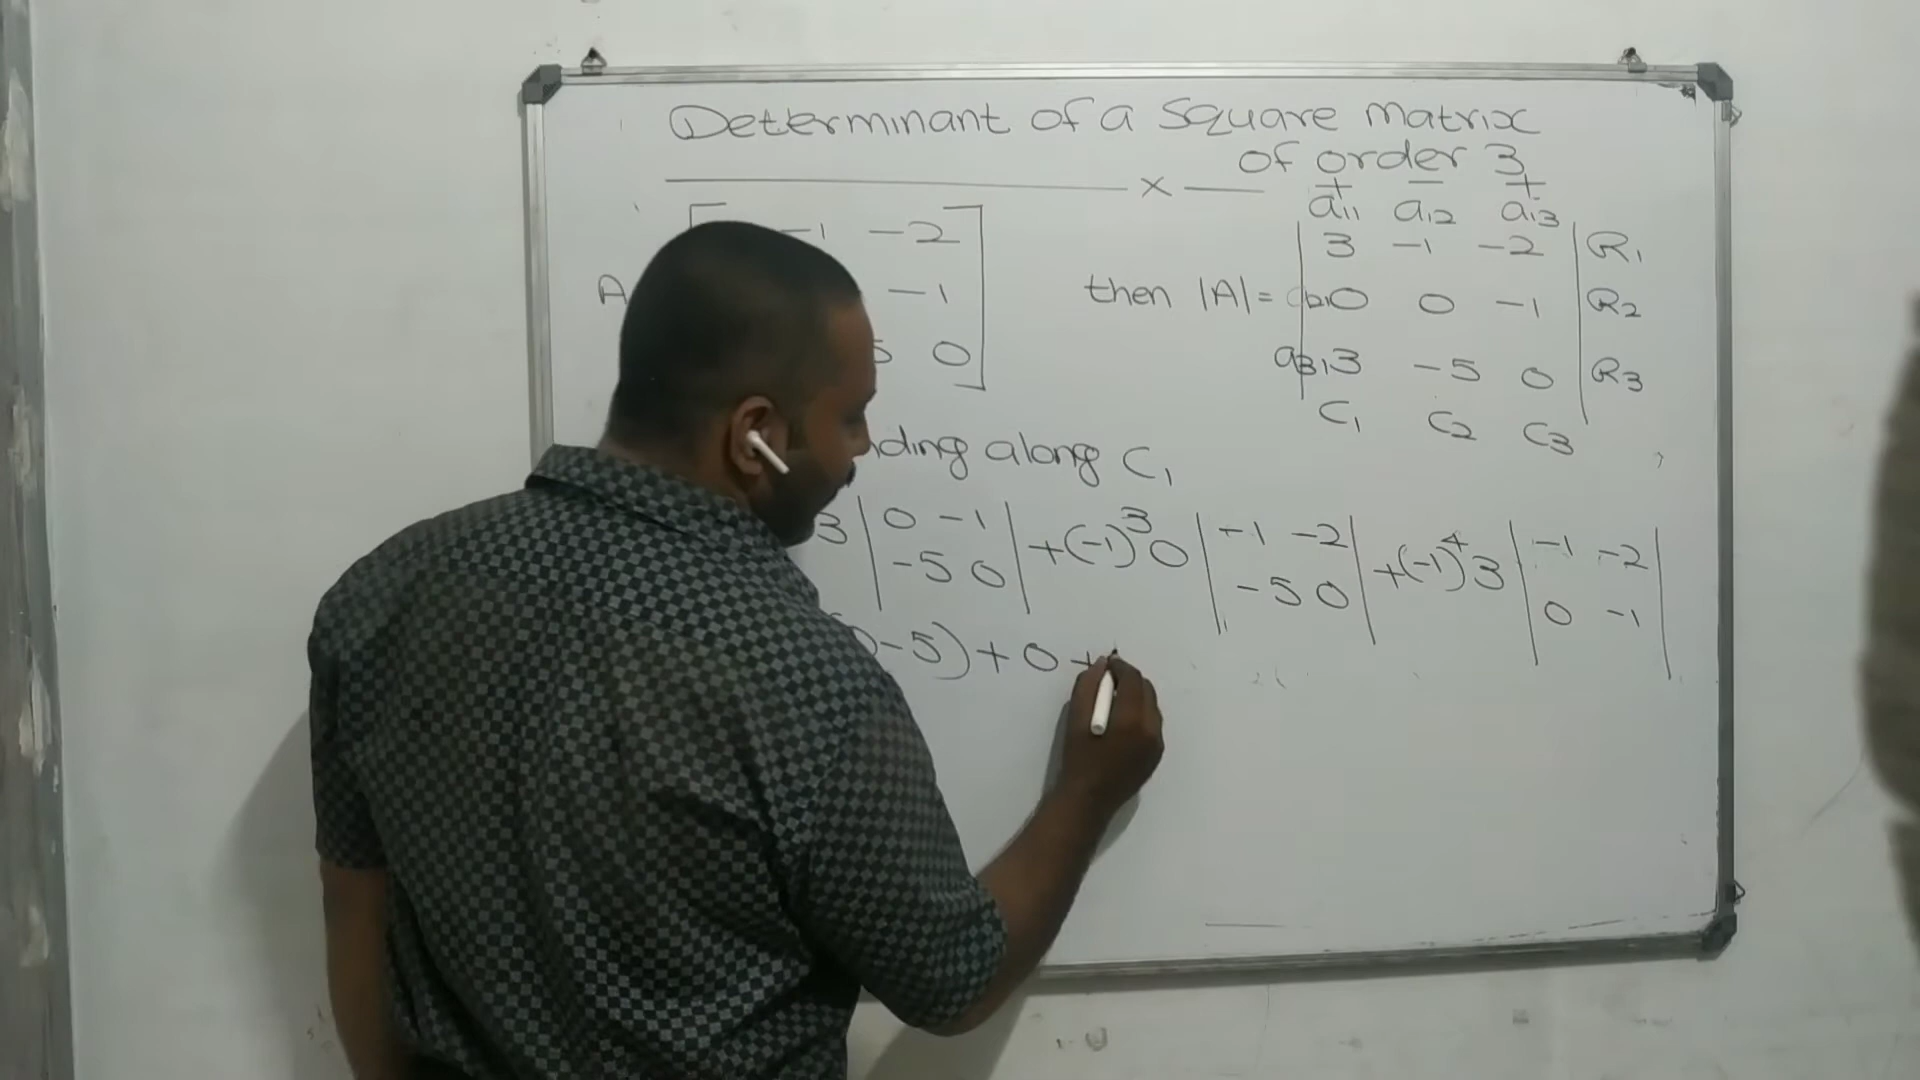 Determinant of a square matrix
of order 3
x
+ − +
a11 a12 a13
−1 −2
3 −1 −2 R1
A −1
then |A| = a21 0 0 −1 R2
5 0
a31 3 −5 0 R3
C1 C2 C3
nding along C1
3 | 0 −1 | +(−1)^3 0 | −1 −2 | +(−1)^4 3 | −1 −2 |
| −5 0 | | −5 0 | | 0 −1 |
−5) + 0 +